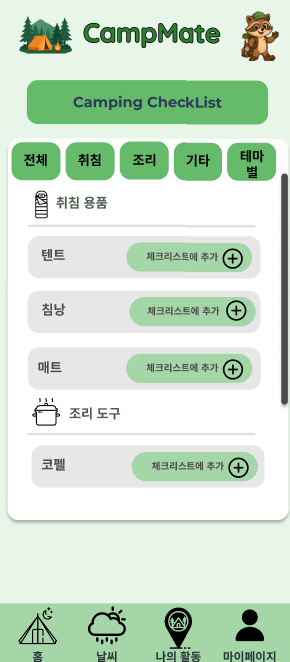 CampMate
Camping CheckList
전체
취침
조리
기타
테마
별
취침 용품
텐트
체크리스트에 추가
침낭
체크리스트에 추가
매트
체크리스트에 추가
조리 도구
코펠
체크리스트에 추가
홈
날씨
나의 활동
마이페이지